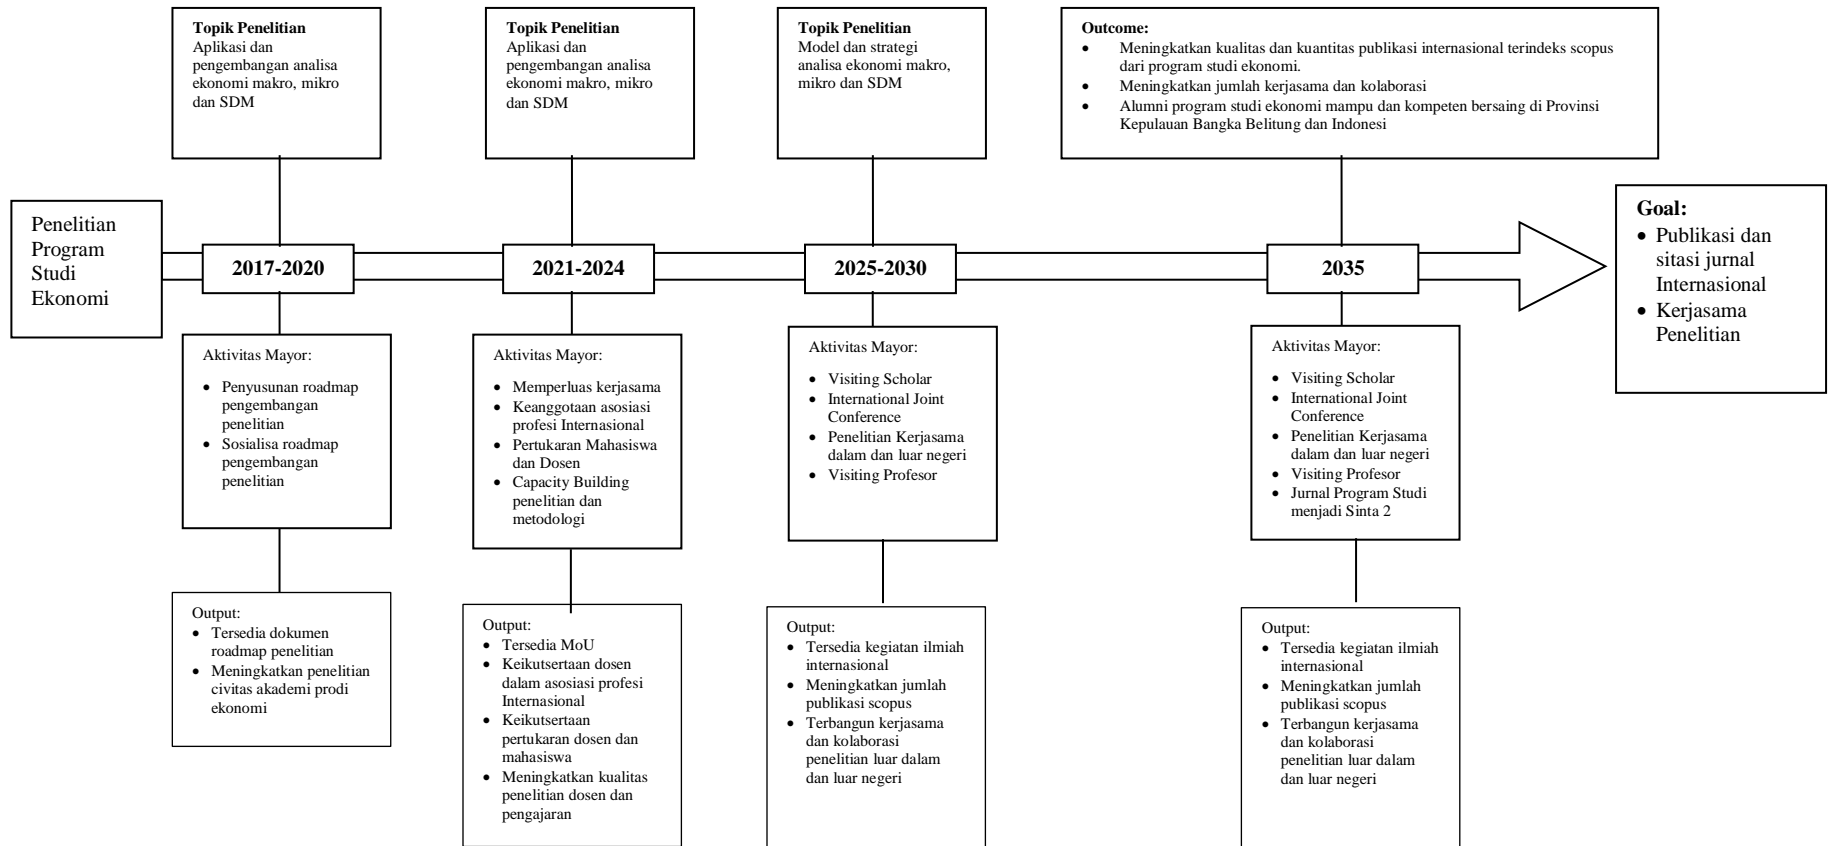 Topik Penelitian
Aplikasi dan
pengembangan analisa
ekonomi makro, mikro
dan SDM
Topik Penelitian
Aplikasi dan
pengembangan analisa
ekonomi makro, mikro
dan SDM
Topik Penelitian
Model dan strategi
analisa ekonomi makro,
mikro dan SDM
Outcome:
• Meningkatkan kualitas dan kuantitas publikasi internasional terindeks scopus
dari program studi ekonomi.
• Meningkatkan jumlah kerjasama dan kolaborasi
• Alumni program studi ekonomi mampu dan kompeten bersaing di Provinsi
Kepulauan Bangka Belitung dan Indonesi
Penelitian
Program
Studi
Ekonomi
2017-2020
2021-2024
2025-2030
2035
Goal:
• Publikasi dan
sitasi jurnal
Internasional
• Kerjasama
Penelitian
Aktivitas Mayor:
• Penyusunan roadmap
pengembangan
penelitian
• Sosialisa roadmap
pengembangan
penelitian
Aktivitas Mayor:
• Memperluas kerjasama
• Keanggotaan asosiasi
profesi Internasional
• Pertukaran Mahasiswa
dan Dosen
• Capacity Building
penelitian dan
metodologi
Aktivitas Mayor:
• Visiting Scholar
• International Joint
Conference
• Penelitian Kerjasama
dalam dan luar negeri
• Visiting Profesor
Aktivitas Mayor:
• Visiting Scholar
• International Joint
Conference
• Penelitian Kerjasama
dalam dan luar negeri
• Visiting Profesor
• Jurnal Program Studi
menjadi Sinta 2
Output:
• Tersedia dokumen
roadmap penelitian
• Meningkatkan penelitian
civitas akademi prodi
ekonomi
Output:
• Tersedia MoU
• Keikutsertaan dosen
dalam asosiasi profesi
Internasional
• Keikutsertaan
pertukaran dosen dan
mahasiswa
• Meningkatkan kualitas
penelitian dosen dan
pengajaran
Output:
• Tersedia kegiatan ilmiah
internasional
• Meningkatkan jumlah
publikasi scopus
• Terbangun kerjasama
dan kolaborasi
penelitian luar dalam
dan luar negeri
Output:
• Tersedia kegiatan ilmiah
internasional
• Meningkatkan jumlah
publikasi scopus
• Terbangun kerjasama
dan kolaborasi
penelitian luar dalam
dan luar negeri